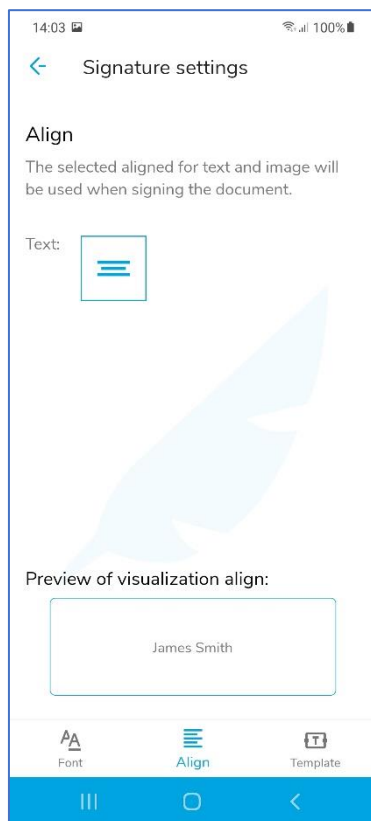 14:03 100%
Signature settings
Align
The selected aligned for text and image will
be used when signing the document.
Text:
Preview of visualization align:
James Smith
Font Align Template